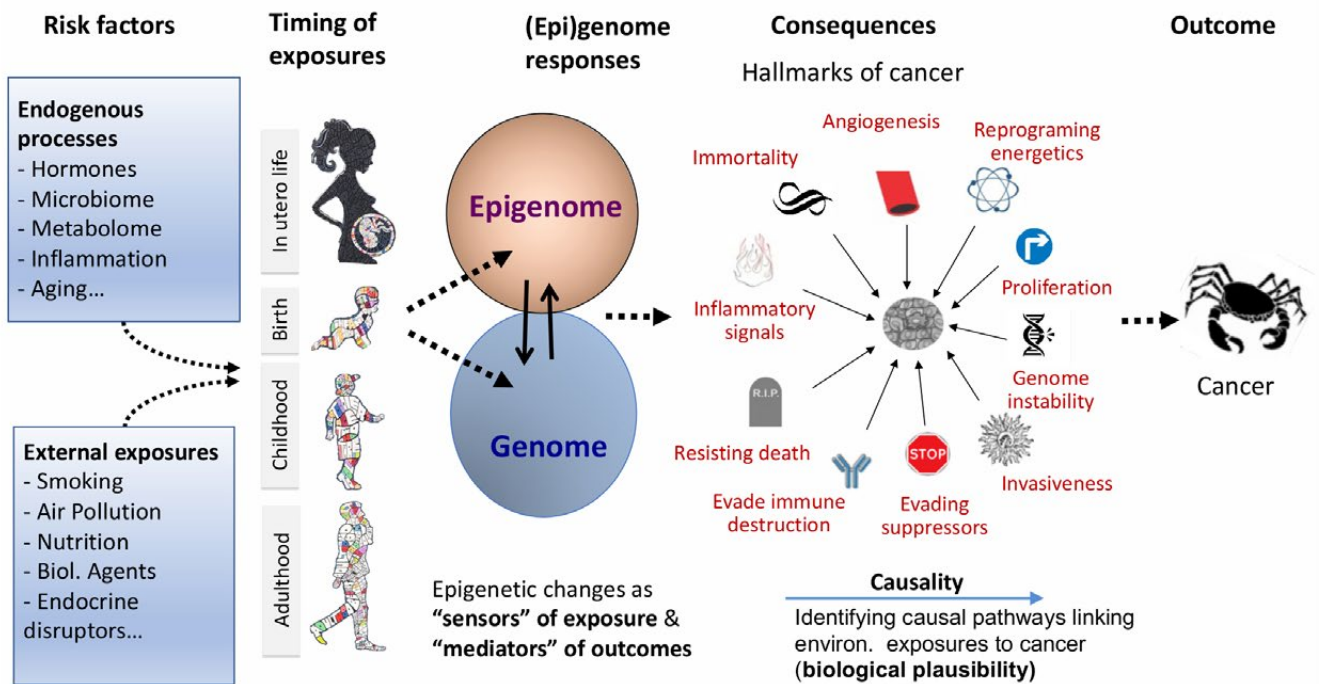 Risk factors
Timing of
exposures
(Epi)genome
responses
Consequences
Outcome
Endogenous
processes
- Hormones
- Microbiome
- Metabolome
- Inflammation
- Aging...
External exposures
- Smoking
- Air Pollution
- Nutrition
- Biol. Agents
- Endocrine
disruptors...
In utero life
Birth
Childhood
Adulthood
Epigenome
Genome
Epigenetic changes as
“sensors” of exposure &
“mediators” of outcomes
Hallmarks of cancer
Angiogenesis
Reprograming
energetics
Immortality
Proliferation
Inflammatory
signals
Genome
instability
R.I.P.
Resisting death
STOP
Invasiveness
Evade immune
destruction
Evading
suppressors
Causality
Identifying causal pathways linking
environ. exposures to cancer
(biological plausibility)
Cancer